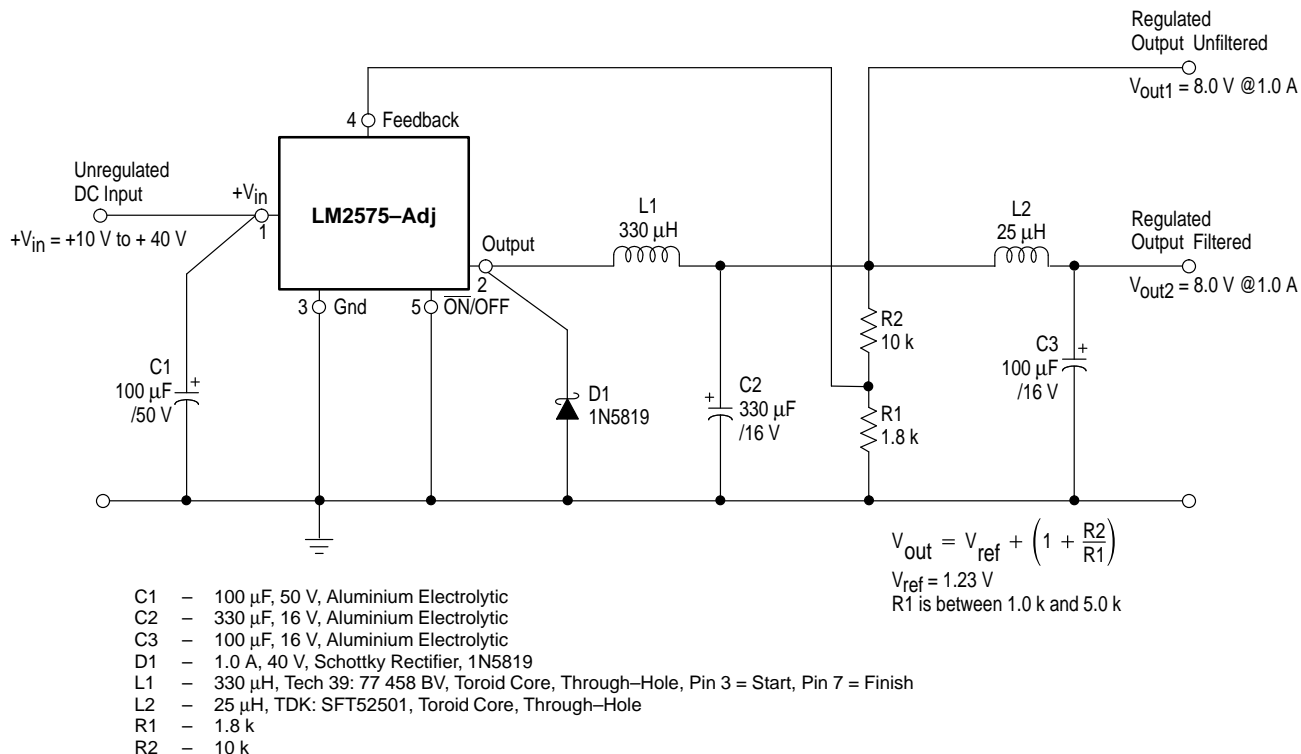 Regulated
Output Unfiltered
Vout1 = 8.0 V @1.0 A
4 Feedback
Unregulated
DC Input
+Vin = +10 V to + 40 V
+Vin
1
LM2575–Adj
Output
2
3 Gnd
5 ON/OFF
L1
330 μH
L2
25 μH
Regulated
Output Filtered
Vout2 = 8.0 V @1.0 A
C1
100 μF
/50 V
+
D1
1N5819
+
C2
330 μF
/16 V
R2
10 k
R1
1.8 k
C3
100 μF
/16 V
+
Vout = Vref + (1 + R2/R1)
Vref = 1.23 V
R1 is between 1.0 k and 5.0 k
C1 – 100 μF, 50 V, Aluminium Electrolytic
C2 – 330 μF, 16 V, Aluminium Electrolytic
C3 – 100 μF, 16 V, Aluminium Electrolytic
D1 – 1.0 A, 40 V, Schottky Rectifier, 1N5819
L1 – 330 μH, Tech 39: 77 458 BV, Toroid Core, Through–Hole, Pin 3 = Start, Pin 7 = Finish
L2 – 25 μH, TDK: SFT52501, Toroid Core, Through–Hole
R1 – 1.8 k
R2 – 10 k